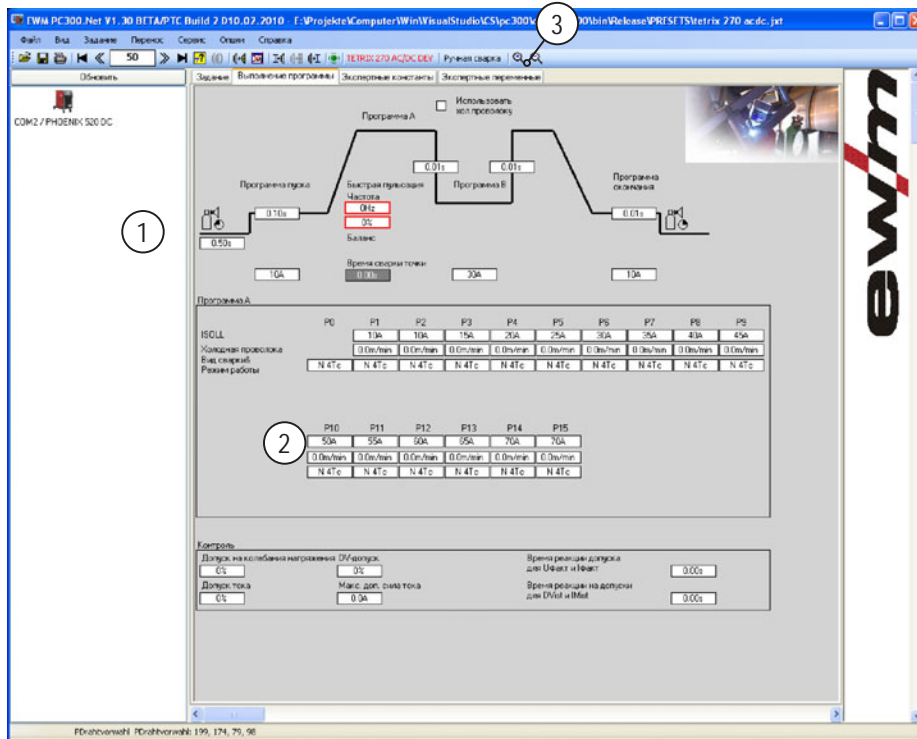 EWM PC300.Net V1.30 BETA/PTC Build 2 D10.02.2010 - E:\Projekte\Computer\Win\VisualStudio\CS\pc300\ 00\bin\Release\PRESETS\tetrix 270 acdc.jxt
3
Файл Вид Задание Перенос Сервис Опции Справка
50 TETRIX 270 AC/DC DEV Ручная сварка
Обновить
Задание Выполнение программы Экспертные константы Экспертные переменные
COM2 / PHOENIX 520 DC
Использовать
хол проволоку
Программа A
0.01s 0.01s
Программа пуска Быстрая пульсация Программа B Программа
окончания
Частота
0Hz
0.10s 0.01s
0%
1
0.50s
Баланс
Время сварки точки
10A 0.00s 30A 10A
Программа A
P0 P1 P2 P3 P4 P5 P6 P7 P8 P9
ISOLL 10A 10A 15A 20A 25A 30A 35A 40A 45A
Холодная проволока 0.0m/min 0.0m/min 0.0m/min 0.0m/min 0.0m/min 0.0m/min 0.0m/min 0.0m/min 0.0m/min
Вид сваркиб
Режим работы N 4Tc N 4Tc N 4Tc N 4Tc N 4Tc N 4Tc N 4Tc N 4Tc N 4Tc N 4Tc
P10 P11 P12 P13 P14 P15
2
50A 55A 60A 65A 70A 70A
0.0m/min 0.0m/min 0.0m/min 0.0m/min 0.0m/min 0.0m/min
N 4Tc N 4Tc N 4Tc N 4Tc N 4Tc N 4Tc
Контроль
Допуск на колебания напряжения DV-допуск Время реакции допуска
0% 0% для Uфакт и Iфакт 0.00s
Допуск тока Макс. доп. сила тока Время реакции на допуски
0% 0.0A для DVist и IMist 0.00s
ewm
PDrahtvorwahl PDrahtvorwahl: 199, 174, 79, 98